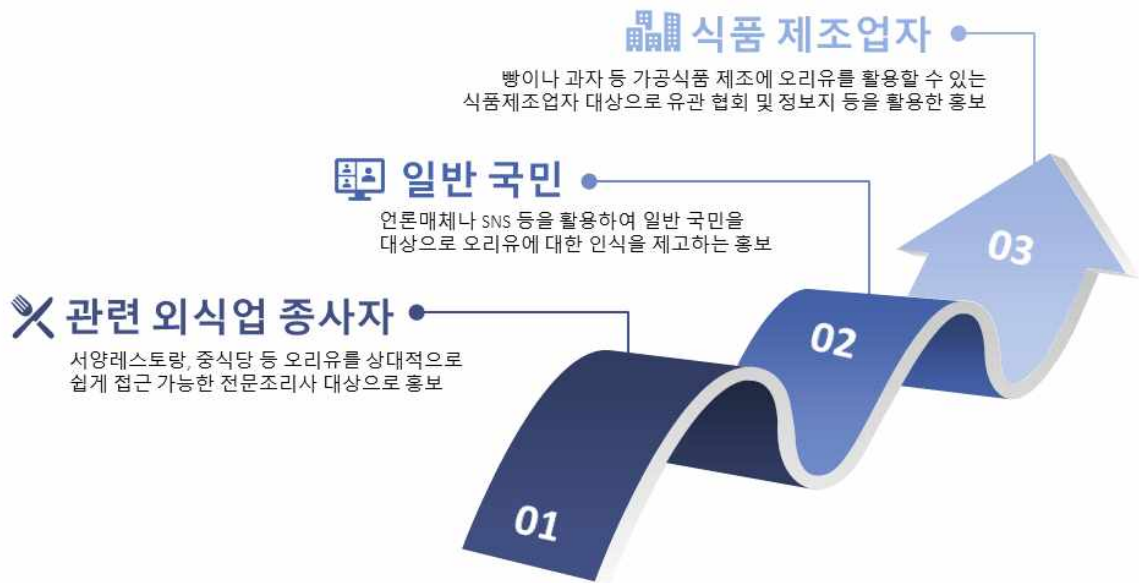 식품 제조업자
빵이나 과자 등 가공식품 제조에 오리유를 활용할 수 있는
식품제조업자 대상으로 유관 협회 및 정보지 등을 활용한 홍보
일반 국민
언론매체나 SNS 등을 활용하여 일반 국민을
대상으로 오리유에 대한 인식을 제고하는 홍보
관련 외식업 종사자
서양레스토랑, 중식당 등 오리유를 상대적으로
쉽게 접근 가능한 전문조리사 대상으로 홍보
03
02
01